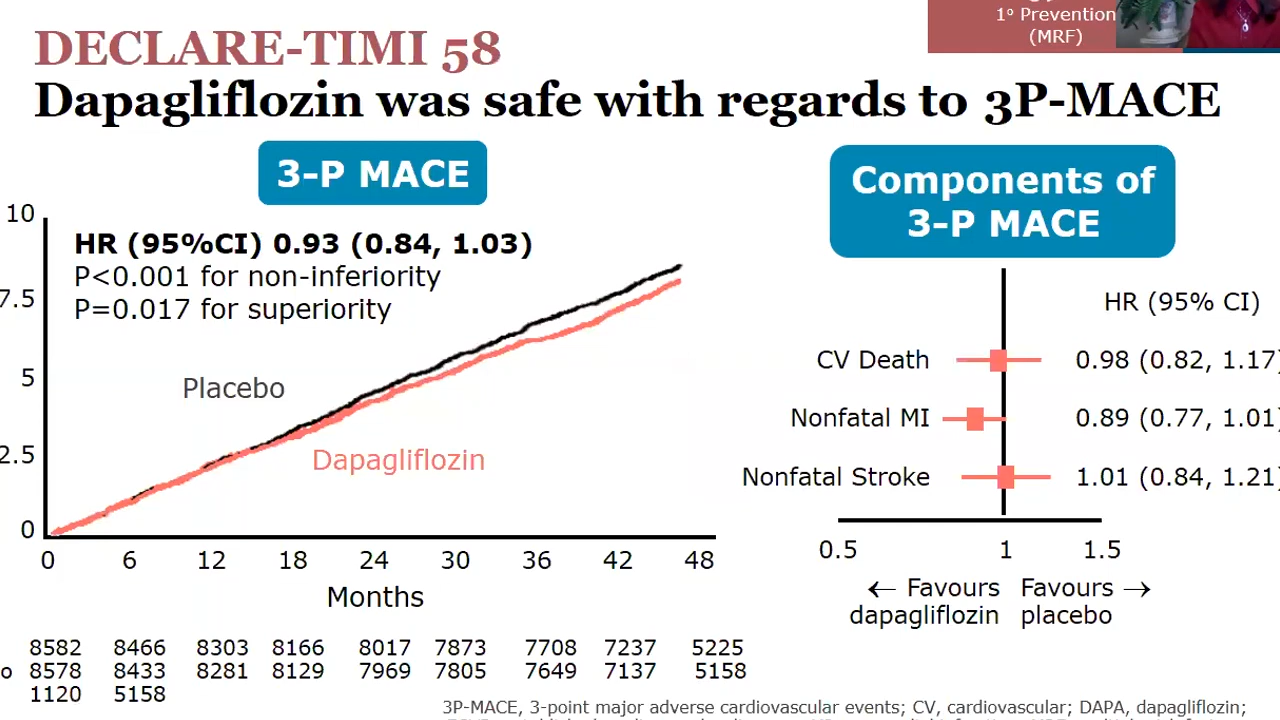 1º Prevention
(MRF)
DECLARE-TIMI 58
Dapagliflozin was safe with regards to 3P-MACE
3-P MACE
HR (95%CI) 0.93 (0.84, 1.03)
P<0.001 for non-inferiority
P=0.017 for superiority
10
7.5
5
2.5
0
Placebo
Dapagliflozin
0 6 12 18 24 30 36 42 48
Months
8582 8466 8303 8166 8017 7873 7708 7237 5225
o 8578 8433 8281 8129 7969 7805 7649 7137 5158
1120 5158
Components of
3-P MACE
HR (95% CI)
CV Death 0.98 (0.82, 1.17)
Nonfatal MI 0.89 (0.77, 1.01)
Nonfatal Stroke 1.01 (0.84, 1.21)
0.5 1 1.5
← Favours Favours →
dapagliflozin placebo
3P-MACE, 3-point major adverse cardiovascular events; CV, cardiovascular; DAPA, dapagliflozin;